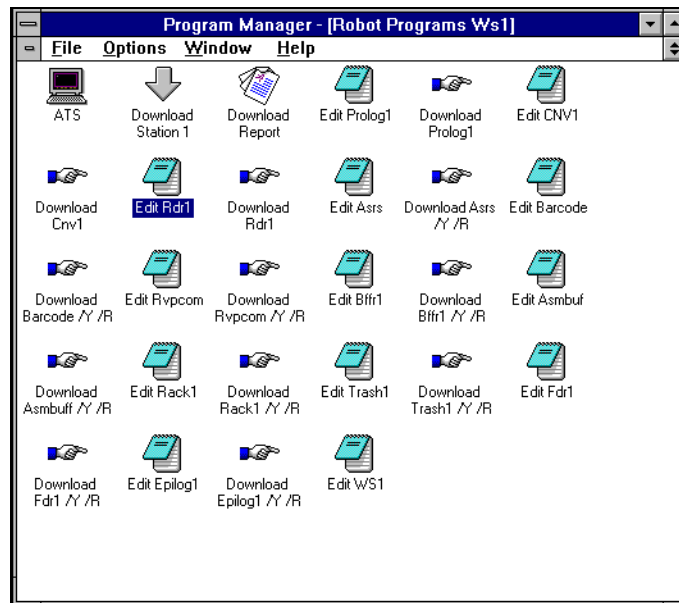 Program Manager - [Robot Programs Ws1]
File Options Window Help
ATS
Download
Station 1
Download
Report
Edit Prolog1
Download
Prolog1
Edit CNV1
Download
Cnv1
Edit Rdr1
Download
Rdr1
Edit Asrs
Download Asrs
/Y /R
Edit Barcode
Download
Barcode /Y /R
Edit Rvpcom
Download
Rvpcom /Y /R
Edit Bffr1
Download
Bffr1 /Y /R
Edit Asmbuf
Download
Asmbuff /Y /R
Edit Rack1
Download
Rack1 /Y /R
Edit Trash1
Download
Trash1 /Y /R
Edit Fdr1
Download
Fdr1 /Y /R
Edit Epilog1
Download
Epilog1 /Y /R
Edit WS1